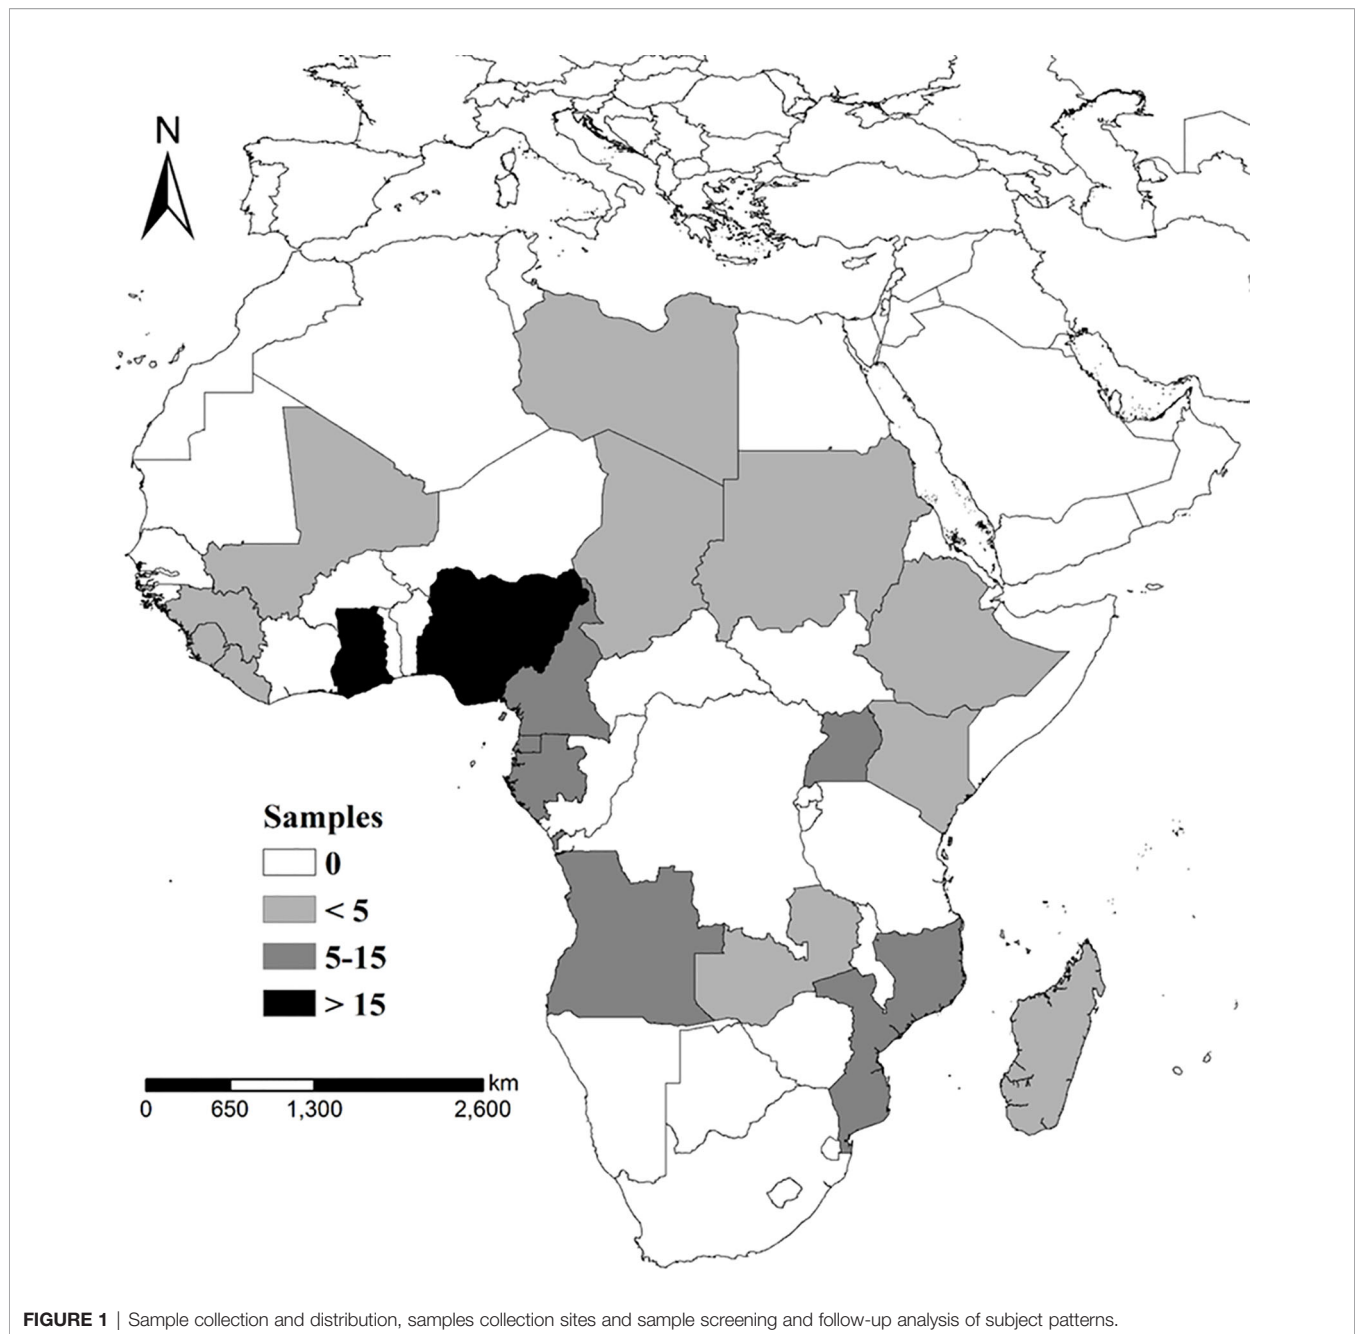 N
Samples
0
< 5
5-15
> 15
km
0 650 1,300 2,600
FIGURE 1 | Sample collection and distribution, samples collection sites and sample screening and follow-up analysis of subject patterns.